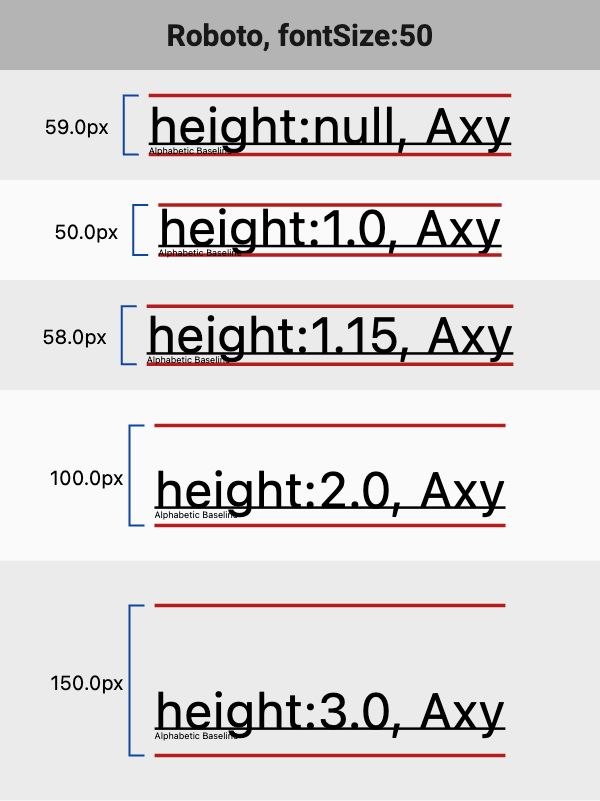 Roboto, fontSize:50
59.0px
height:null, Axy
Alphabetic Baseline
50.0px
height:1.0, Axy
Alphabetic Baseline
58.0px
height:1.15, Axy
Alphabetic Baseline
100.0px
height:2.0, Axy
Alphabetic Baseline
150.0px
height:3.0, Axy
Alphabetic Baseline